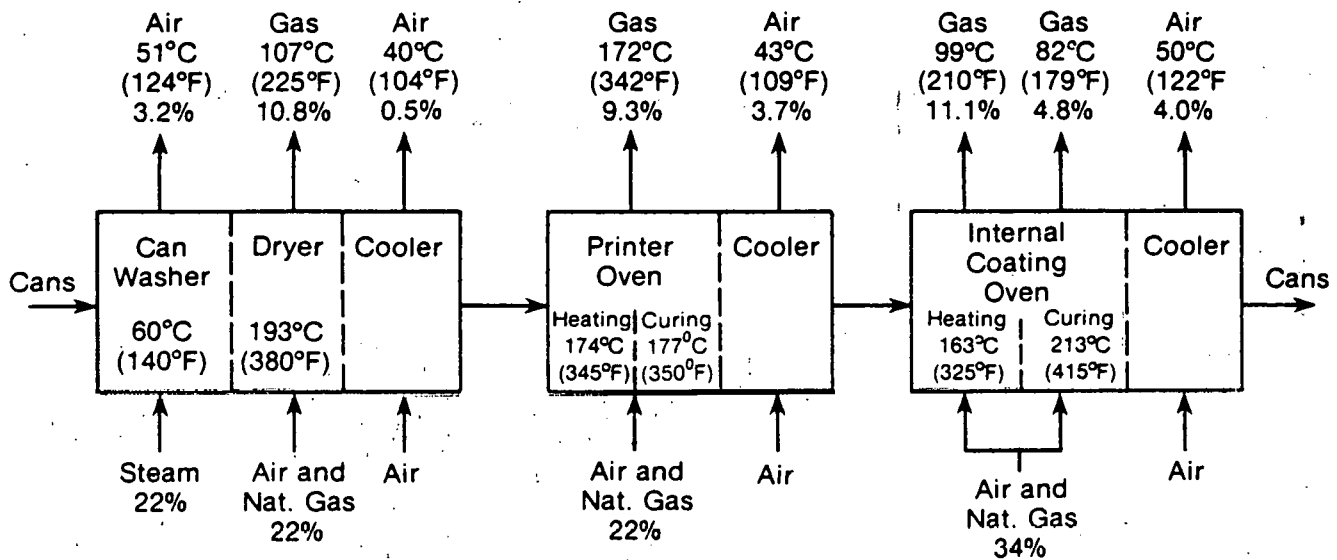 Air
51°C
(124°F)
3.2%
Gas
107°C
(225°F)
10.8%
Air
40°C
(104°F)
0.5%
Gas
172°C
(342°F)
9.3%
Air
43°C
(109°F)
3.7%
Gas
99°C
(210°F)
11.1%
Gas
82°C
(179°F)
4.8%
Air
50°C
(122°F
4.0%
Cans
Can
Washer
60°C
(140°F)
Dryer
193°C
(380°F)
Cooler
Printer
Oven
Heating
174°C
(345°F)
Curing
177°C
(350°F)
Cooler
Internal
Coating
Oven
Heating
163°C
(325°F)
Curing
213°C
(415°F)
Cooler
Cans
Steam
22%
Air and
Nat. Gas
22%
Air
Air and
Nat. Gas
22%
Air
Air and
Nat. Gas
34%
Air